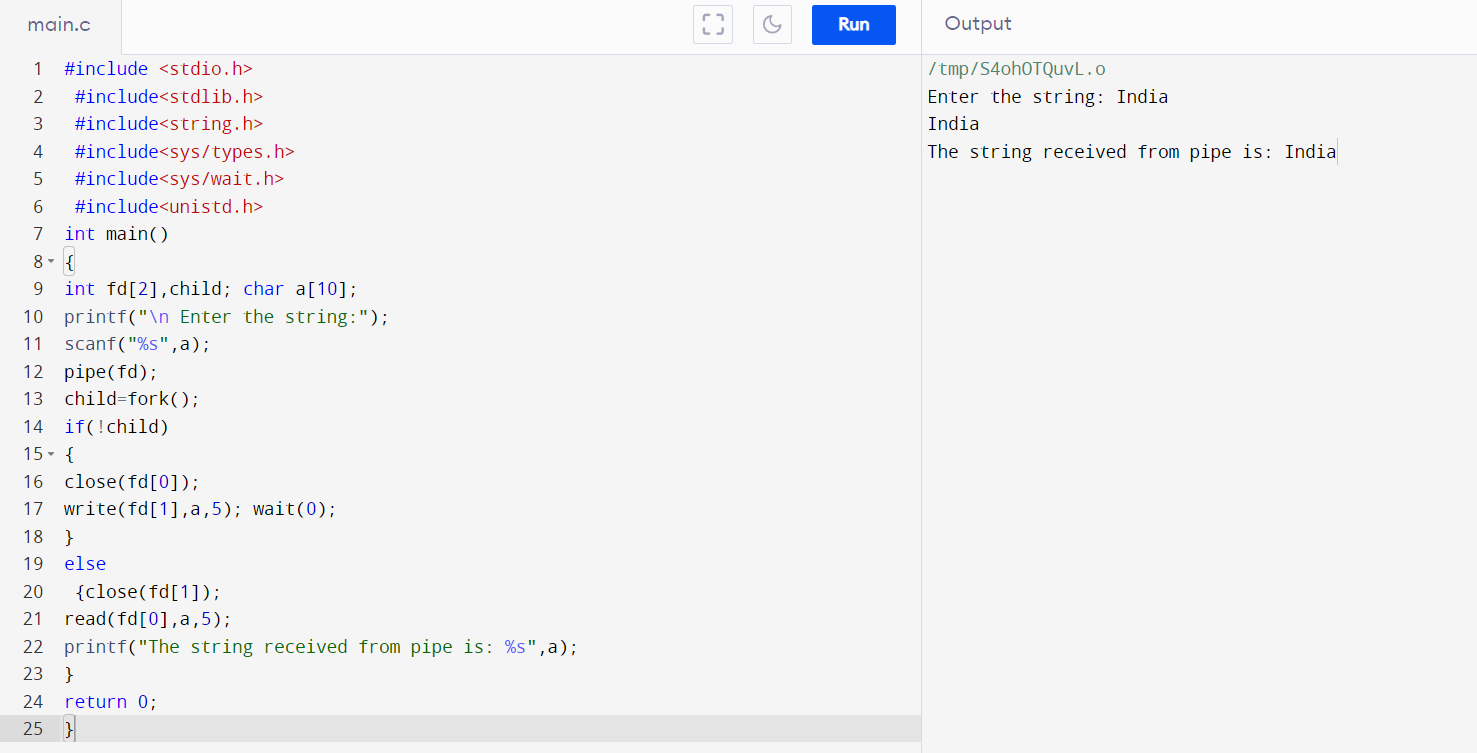 main.c
Run
Output
1 #include <stdio.h>
2 #include<stdlib.h>
3 #include<string.h>
4 #include<sys/types.h>
5 #include<sys/wait.h>
6 #include<unistd.h>
7 int main()
8 {
9 int fd[2],child; char a[10];
10 printf("\n Enter the string:");
11 scanf("%s",a);
12 pipe(fd);
13 child=fork();
14 if(!child)
15 {
16 close(fd[0]);
17 write(fd[1],a,5); wait(0);
18 }
19 else
20 {close(fd[1]);
21 read(fd[0],a,5);
22 printf("The string received from pipe is: %s",a);
23 }
24 return 0;
25 }
/tmp/S4ohOTQuvL.o
Enter the string: India
India
The string received from pipe is: India